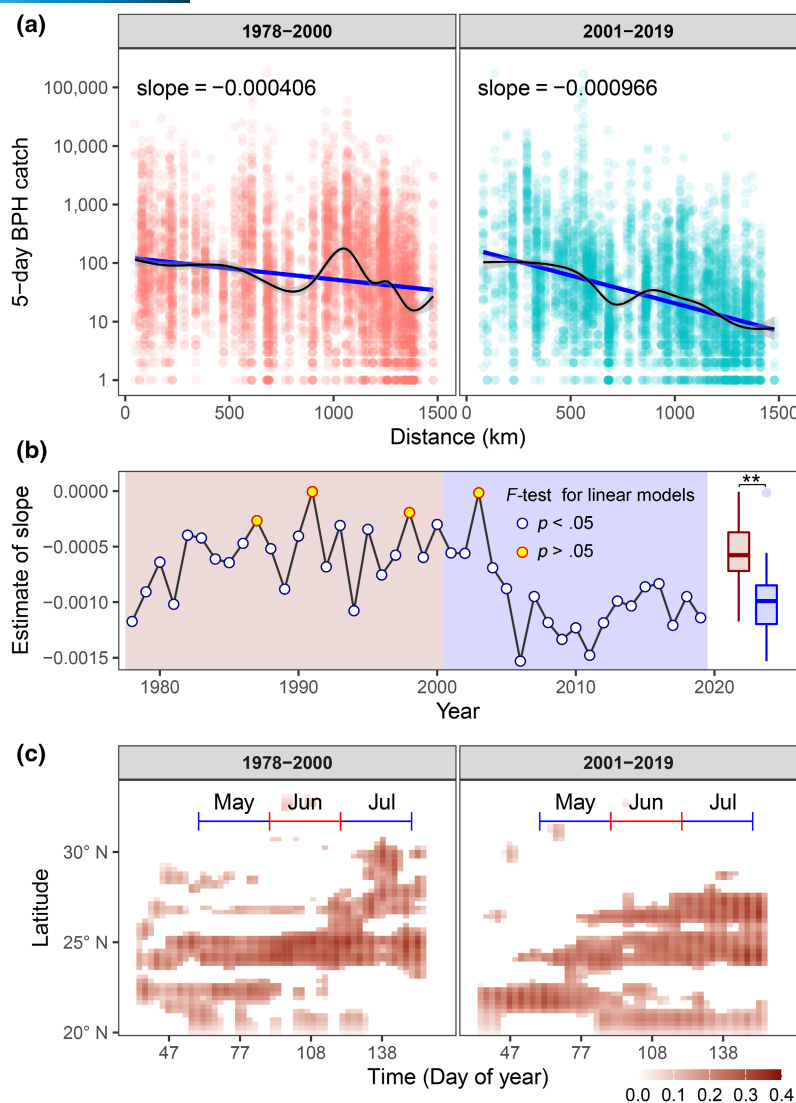 (a)
1978−2000
2001−2019
slope = −0.000406
slope = −0.000966
100,000
10,000
1,000
100
10
1
5−day BPH catch
0
500
1000
1500
0
500
1000
1500
Distance (km)
(b)
0.0000
−0.0005
−0.0010
−0.0015
Estimate of slope
F-test for linear models
p < .05
p > .05
**
1980
1990
2000
2010
2020
Year
(c)
1978−2000
2001−2019
May
Jun
Jul
May
Jun
Jul
30° N
25° N
20° N
Latitude
47
77
108
138
47
77
108
138
Time (Day of year)
0.0 0.1 0.2 0.3 0.4